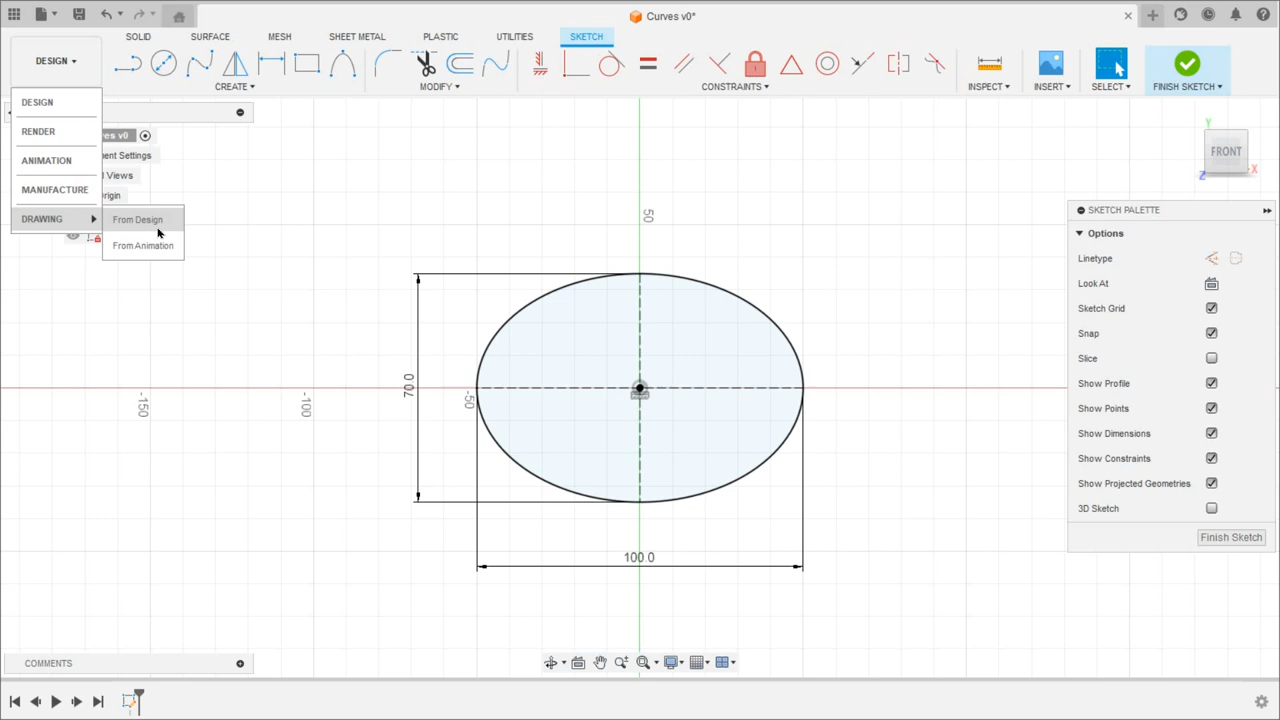 Curves v0*
SOLID SURFACE MESH SHEET METAL PLASTIC UTILITIES SKETCH
DESIGN
CREATE MODIFY CONSTRAINTS INSPECT INSERT SELECT FINISH SKETCH
DESIGN
RENDER
ANIMATION
MANUFACTURE
DRAWING
From Design
From Animation
es v0
ent Settings
Views
rigin
FRONT
Y
Z
X
50
-50
-100
-150
70.0
100.0
SKETCH PALETTE
Options
Linetype
Look At
Sketch Grid
Snap
Slice
Show Profile
Show Points
Show Dimensions
Show Constraints
Show Projected Geometries
3D Sketch
Finish Sketch
COMMENTS